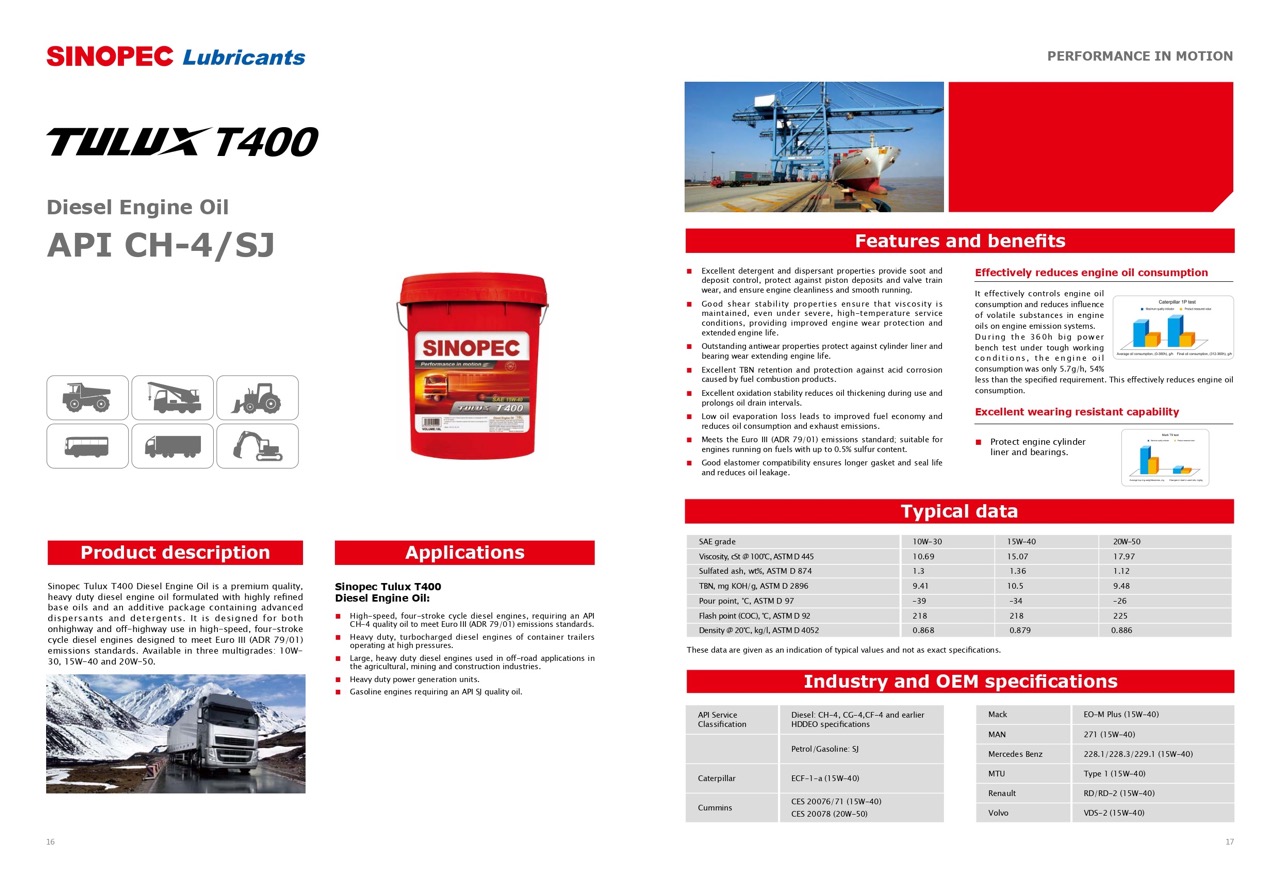 SINOPEC Lubricants
TULUX T400
Diesel Engine Oil
API CH-4/SJ
SINOPEC
Performance in motion
SAE 15W-40
TULUX T400
Product description
Sinopec Tulux T400 Diesel Engine Oil is a premium quality,
heavy duty diesel engine oil formulated with highly refined
base oils and an additive package containing advanced
dispersants and detergents. It is designed for both
onhighway and off-highway use in high-speed, four-stroke
cycle diesel engines designed to meet Euro III (ADR 79/01)
emissions standards. Available in three multigrades: 10W-
30, 15W-40 and 20W-50.
Applications
Sinopec Tulux T400
Diesel Engine Oil:
High-speed, four-stroke cycle diesel engines, requiring an API
CH-4 quality oil to meet Euro III (ADR 79/01) emissions standards.
Heavy duty, turbocharged diesel engines of container trailers
operating at high pressures.
Large, heavy duty diesel engines used in off-road applications in
the agricultural, mining and construction industries.
Heavy duty power generation units.
Gasoline engines requiring an API SJ quality oil.
16
PERFORMANCE IN MOTION
Features and benefits
Excellent detergent and dispersant properties provide soot and
deposit control, protect against piston deposits and valve train
wear, and ensure engine cleanliness and smooth running.
Good shear stability properties ensure that viscosity is
maintained, even under severe, high-temperature service
conditions, providing improved engine wear protection and
extended engine life.
Outstanding antiwear properties protect against cylinder liner and
bearing wear extending engine life.
Excellent TBN retention and protection against acid corrosion
caused by fuel combustion products.
Excellent oxidation stability reduces oil thickening during use and
prolongs oil drain intervals.
Low oil evaporation loss leads to improved fuel economy and
reduces oil consumption and exhaust emissions.
Meets the Euro III (ADR 79/01) emissions standard; suitable for
engines running on fuels with up to 0.5% sulfur content.
Good elastomer compatibility ensures longer gasket and seal life
and reduces oil leakage.
Effectively reduces engine oil consumption
It effectively controls engine oil
consumption and reduces influence
of volatile substances in engine
oils on engine emission systems.
During the 360h big power
bench test under tough working
conditions, the engine oil
consumption was only 5.7g/h, 54%
less than the specified requirement. This effectively reduces engine oil
consumption.
Caterpillar 1P test
Excellent wearing resistant capability
Protect engine cylinder
liner and bearings.
Typical data
SAE grade 10W-30 15W-40 20W-50
Viscosity, cSt @ 100℃, ASTM D 445 10.69 15.07 17.97
Sulfated ash, wt%, ASTM D 874 1.3 1.36 1.12
TBN, mg KOH/g, ASTM D 2896 9.41 10.5 9.48
Pour point, ℃, ASTM D 97 -39 -34 -26
Flash point (COC), ℃, ASTM D 92 218 218 225
Density @ 20℃, kg/l, ASTM D 4052 0.868 0.879 0.886
These data are given as an indication of typical values and not as exact specifications.
Industry and OEM specifications
API Service
Classification
Diesel: CH-4, CG-4,CF-4 and earlier
HDDEO specifications
Petrol/Gasoline: SJ
Caterpillar ECF-1-a (15W-40)
Cummins
CES 20076/71 (15W-40)
CES 20078 (20W-50)
Mack EO-M Plus (15W-40)
MAN 271 (15W-40)
Mercedes Benz 228.1/228.3/229.1 (15W-40)
MTU Type 1 (15W-40)
Renault RD/RD-2 (15W-40)
Volvo VDS-2 (15W-40)
17